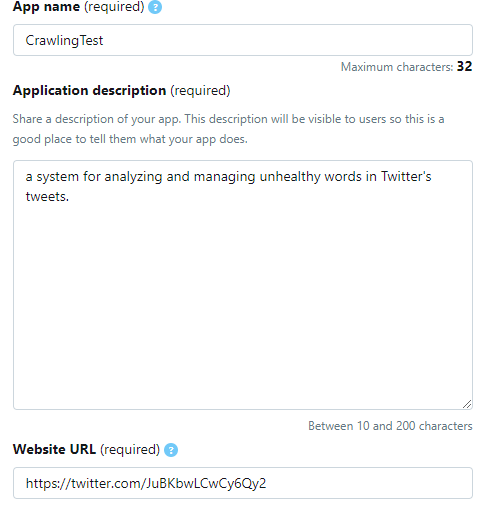 App name (required) ?
CrawlingTest
Maximum characters: 32
Application description (required)
Share a description of your app. This description will be visible to users so this is a
good place to tell them what your app does.
a system for analyzing and managing unhealthy words in Twitter's
tweets.
Between 10 and 200 characters
Website URL (required) ?
https://twitter.com/JuBKbwLCwCy6Qy2